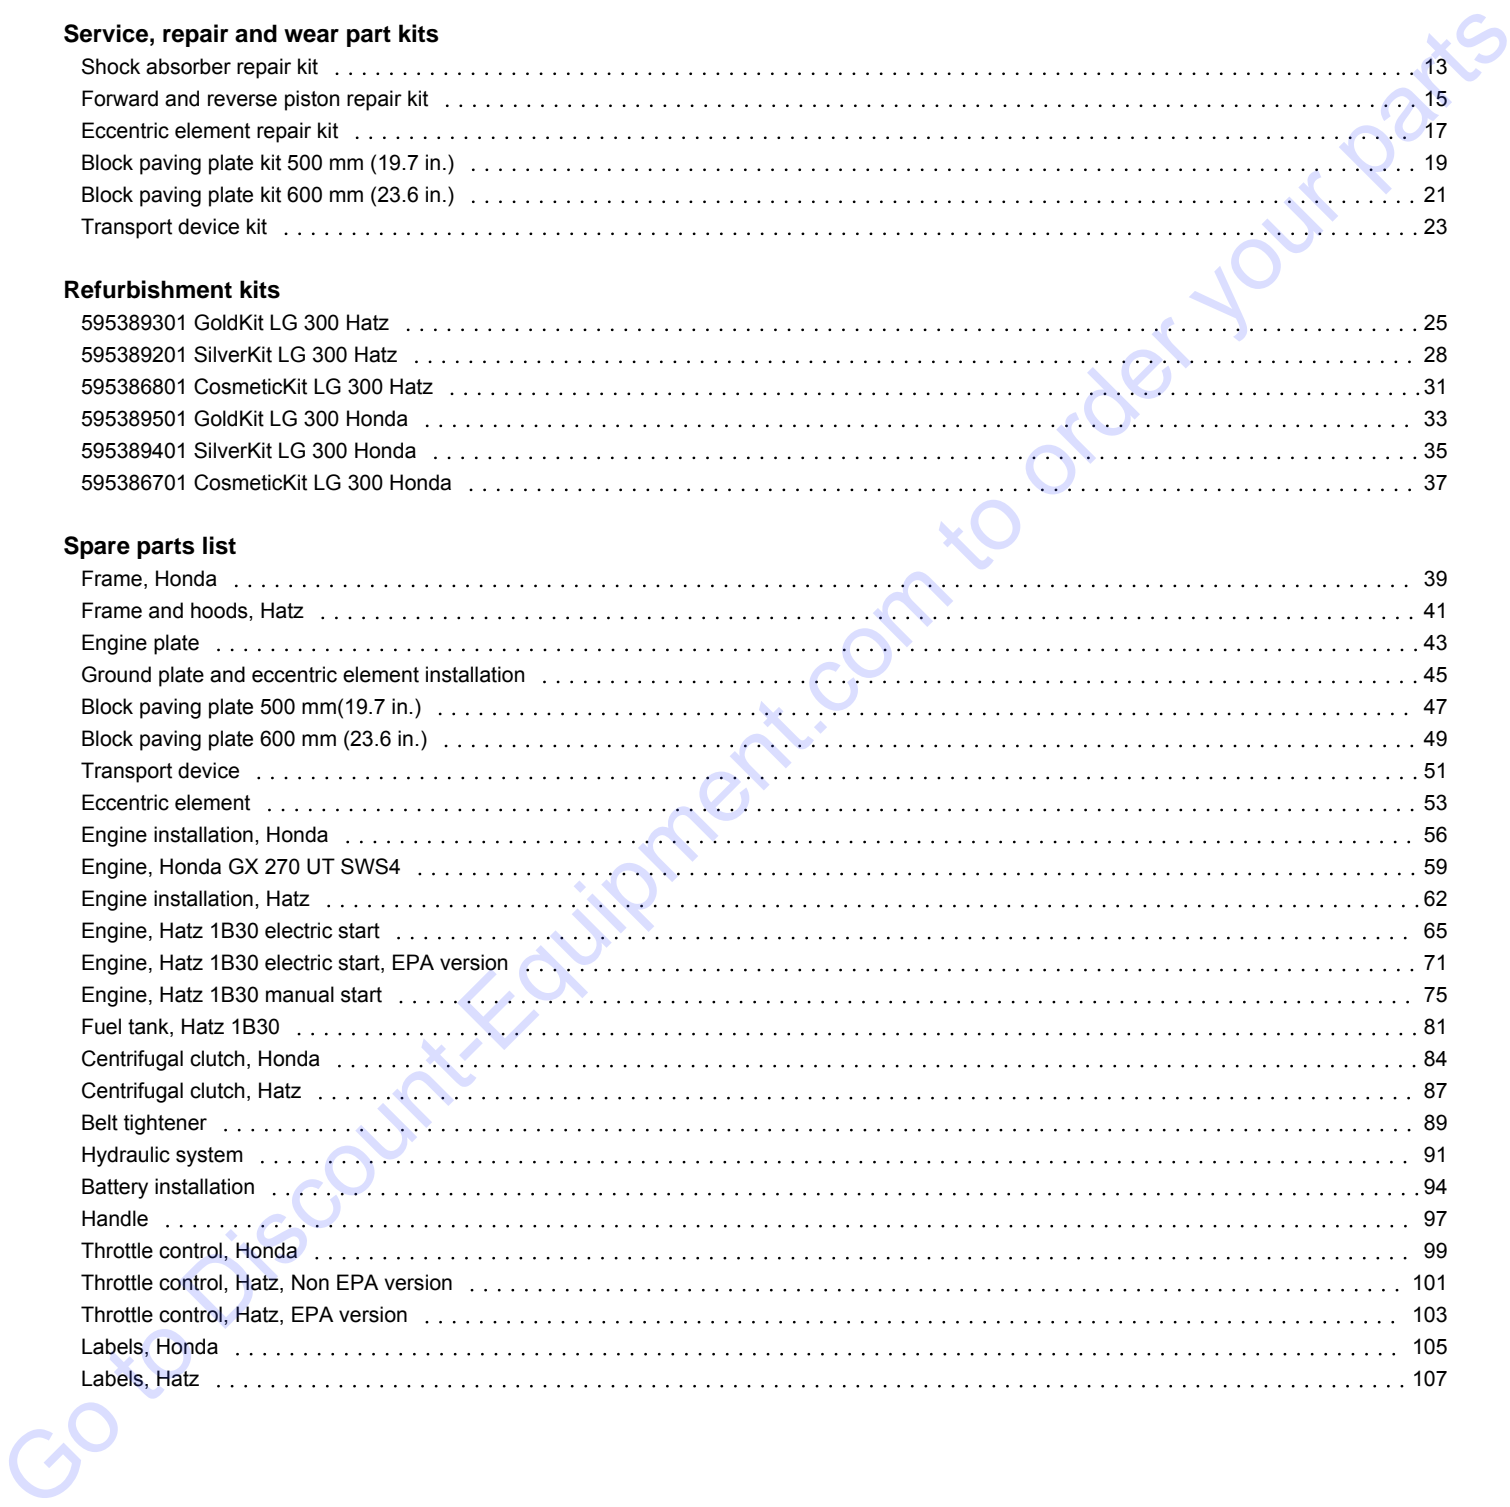 Service, repair and wear part kits
Shock absorber repair kit 13
Forward and reverse piston repair kit 15
Eccentric element repair kit 17
Block paving plate kit 500 mm (19.7 in.) 19
Block paving plate kit 600 mm (23.6 in.) 21
Transport device kit 23
Refurbishment kits
595389301 GoldKit LG 300 Hatz 25
595389201 SilverKit LG 300 Hatz 28
595386801 CosmeticKit LG 300 Hatz 31
595389501 GoldKit LG 300 Honda 33
595389401 SilverKit LG 300 Honda 35
595386701 CosmeticKit LG 300 Honda 37
Spare parts list
Frame, Honda 39
Frame and hoods, Hatz 41
Engine plate 43
Ground plate and eccentric element installation 45
Block paving plate 500 mm(19.7 in.) 47
Block paving plate 600 mm (23.6 in.) 49
Transport device 51
Eccentric element 53
Engine installation, Honda 56
Engine, Honda GX 270 UT SWS4 59
Engine installation, Hatz 62
Engine, Hatz 1B30 electric start 65
Engine, Hatz 1B30 electric start, EPA version 71
Engine, Hatz 1B30 manual start 75
Fuel tank, Hatz 1B30 81
Centrifugal clutch, Honda 84
Centrifugal clutch, Hatz 87
Belt tightener 89
Hydraulic system 91
Battery installation 94
Handle 97
Throttle control, Honda 99
Throttle control, Hatz, Non EPA version 101
Throttle control, Hatz, EPA version 103
Labels, Honda 105
Labels, Hatz 107
Go to Discount-Equipment.com to order your parts